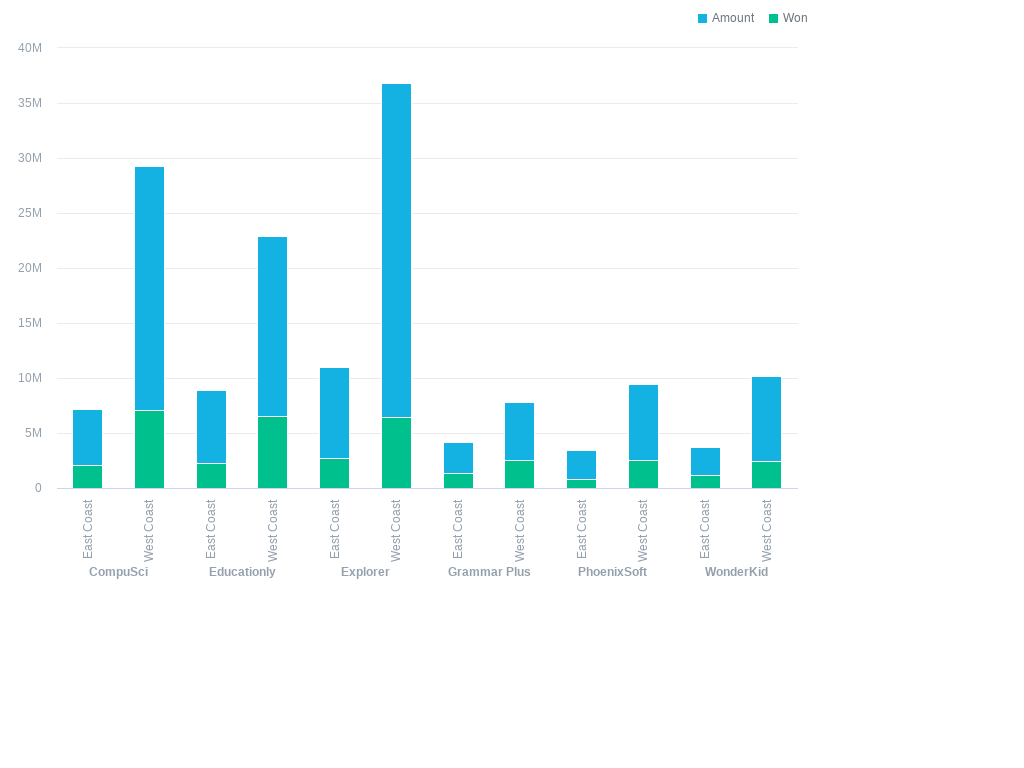 Amount Won
40M
35M
30M
25M
20M
15M
10M
5M
0
East Coast West Coast East Coast West Coast East Coast West Coast East Coast West Coast East Coast West Coast East Coast West Coast
CompuSci Educationly Explorer Grammar Plus PhoenixSoft WonderKid